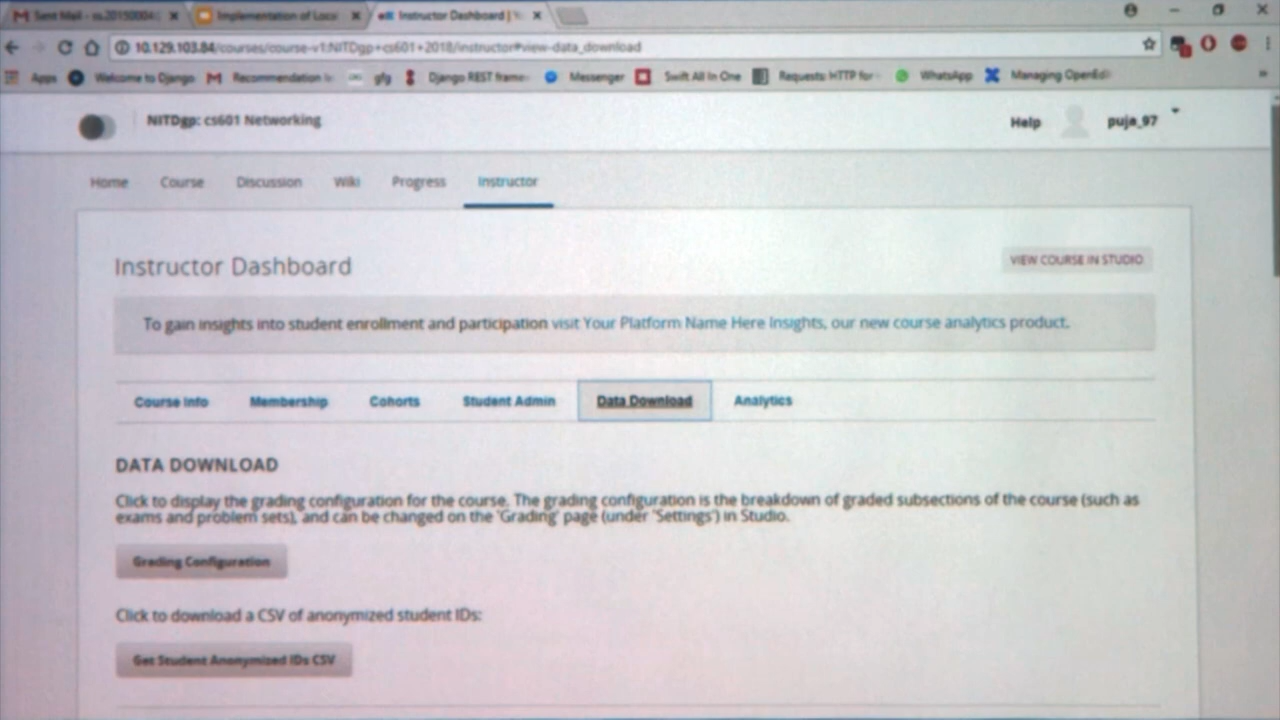 Sent Mail - cs.20150004 Implementation of Loca Instructor Dashboard |
10.129.103.84/courses/course-v1:NITDgp+cs601+2018/instructor#view-data_download
Apps Welcome to Django Recommendation gfg Django REST frame Messenger Swift All In One Requests: HTTP for WhatsApp Managing OpenEdX
NITDgp: cs601 Networking Help puja_97
Home Course Discussion Wiki Progress Instructor
Instructor Dashboard VIEW COURSE IN STUDIO
To gain insights into student enrollment and participation visit Your Platform Name Here Insights, our new course analytics product.
Course Info Membership Cohorts Student Admin Data Download Analytics
DATA DOWNLOAD
Click to display the grading configuration for the course. The grading configuration is the breakdown of graded subsections of the course (such as
exams and problem sets), and can be changed on the 'Grading' page (under 'Settings') in Studio.
Grading Configuration
Click to download a CSV of anonymized student IDs:
Get Student Anonymized IDs CSV